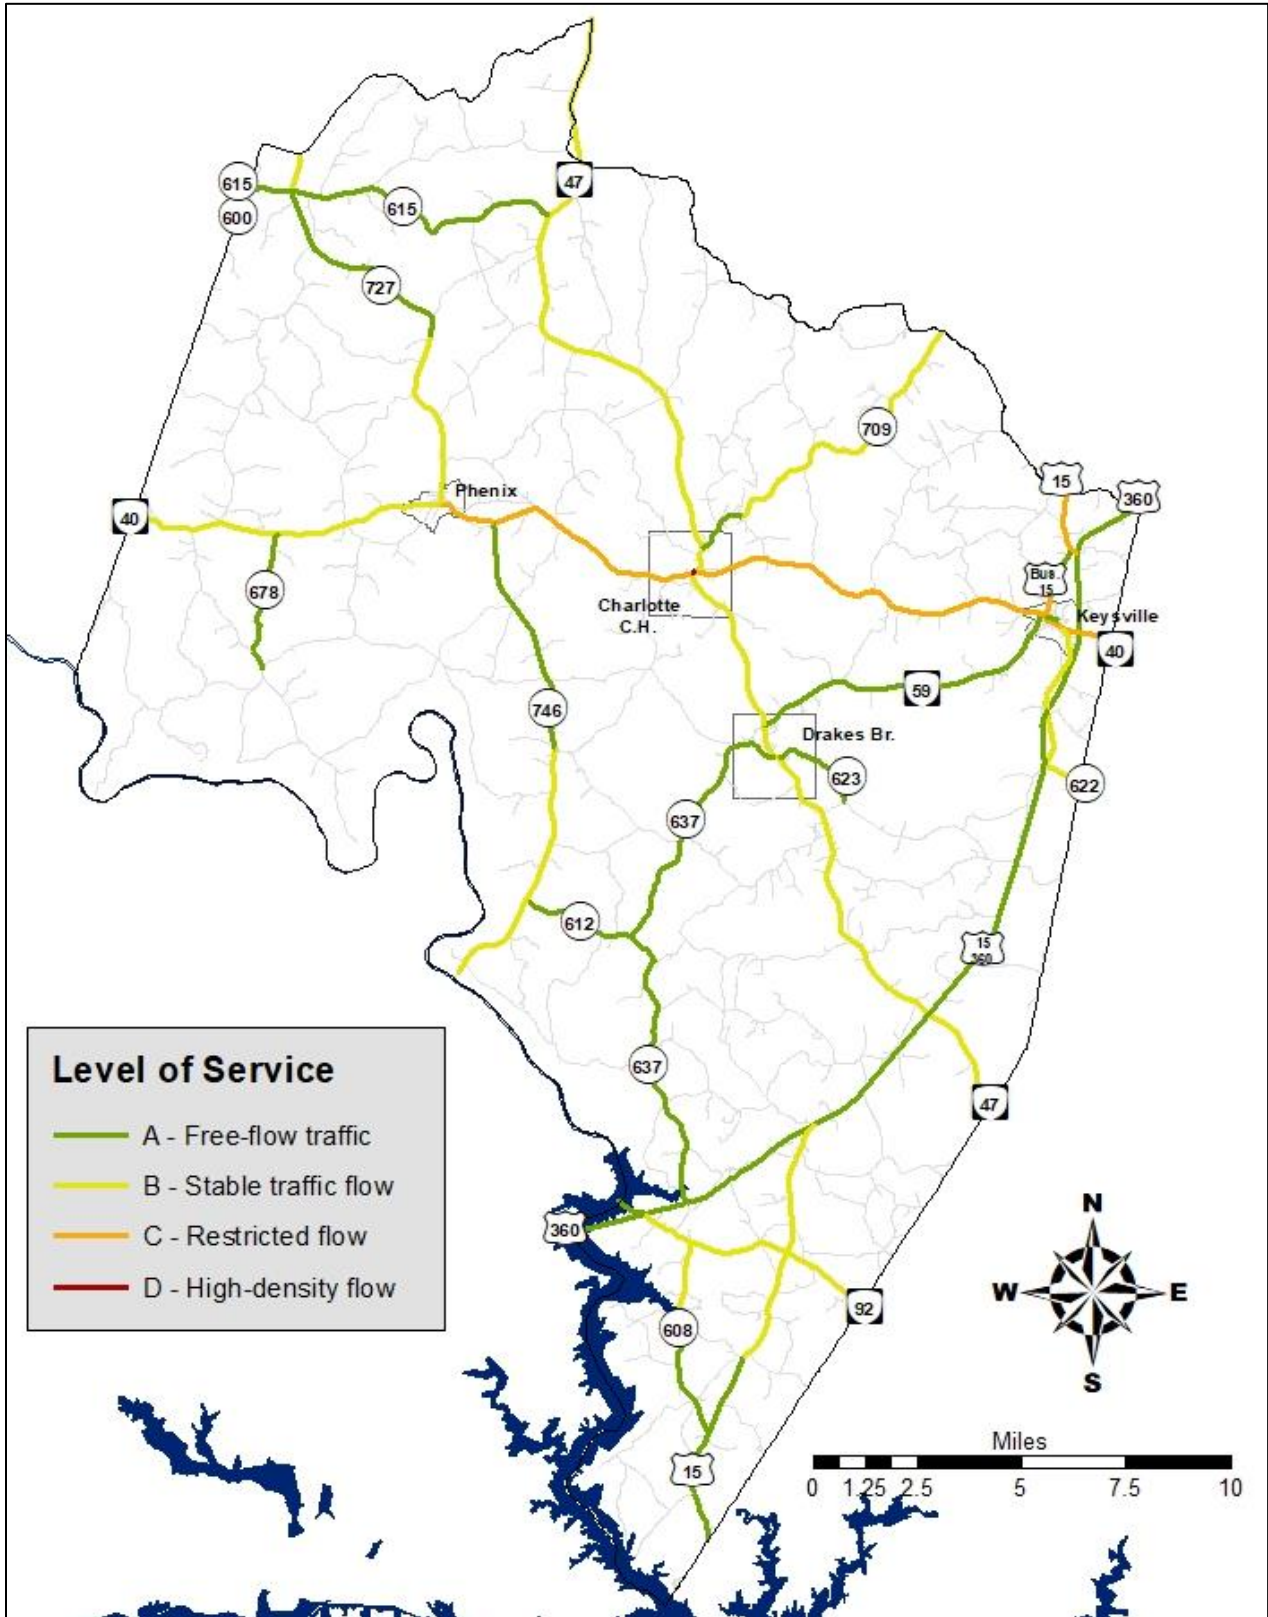 47
615
600
615
727
709
15
360
Phenix
40
Bus.
15
678
Charlotte
C.H.
Keysville
40
59
746
Drakes Br.
623
622
637
612
15
360
637
47
360
92
608
15
Level of Service
A - Free-flow traffic
B - Stable traffic flow
C - Restricted flow
D - High-density flow
N
W
E
S
Miles
0 1.25 2.5 5 7.5 10